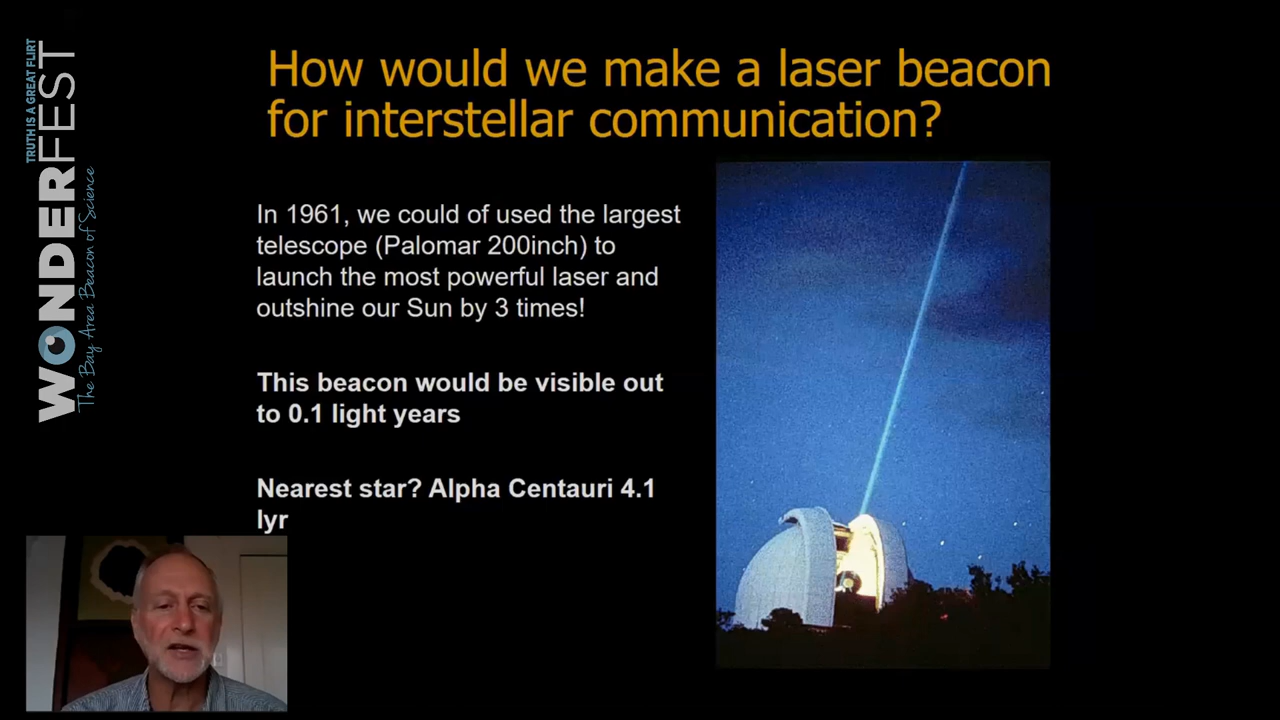 TRUTH IS A GREAT FLIRT
WONDERFEST
The Bay Area Beacon of Science
How would we make a laser beacon
for interstellar communication?
In 1961, we could of used the largest
telescope (Palomar 200inch) to
launch the most powerful laser and
outshine our Sun by 3 times!
This beacon would be visible out
to 0.1 light years
Nearest star? Alpha Centauri 4.1
lyr